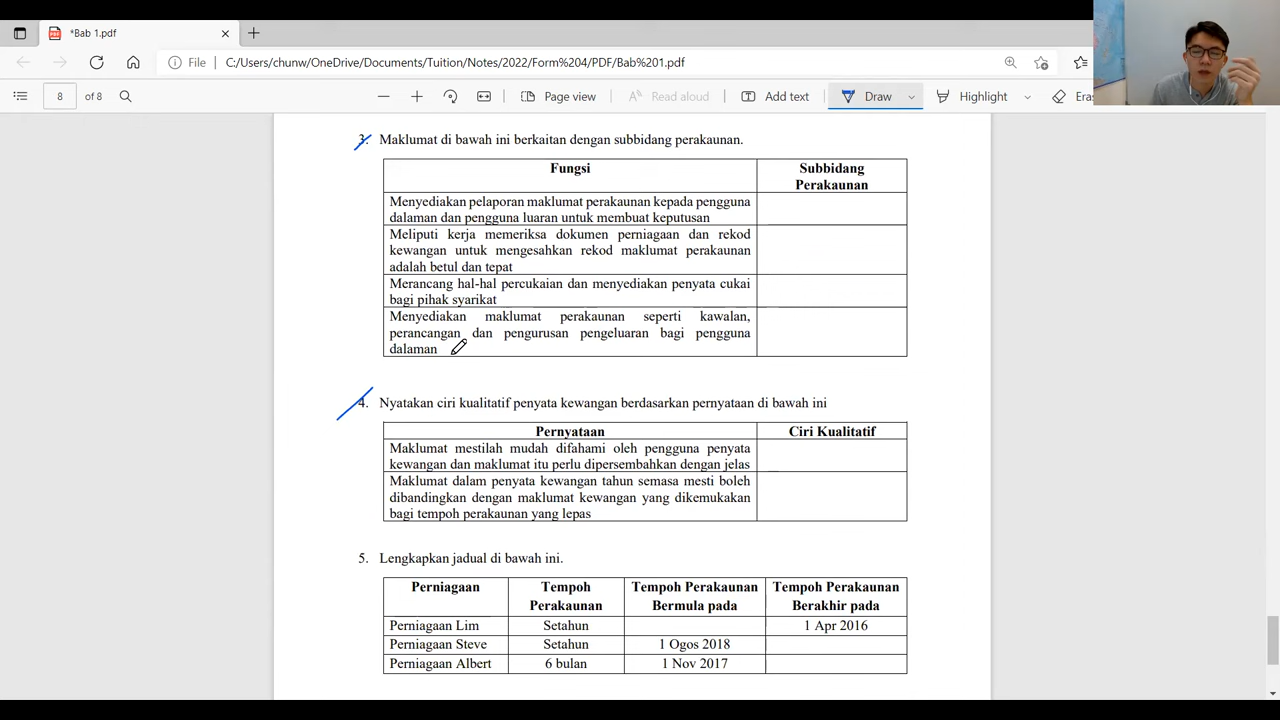 *Bab 1.pdf
File
C:/Users/chunw/OneDrive/Documents/Tuition/Notes/2022/Form%204/PDF/Bab%201.pdf
8 of 8
Page view
Read aloud
Add text
Draw
Highlight
Eras
3. Maklumat di bawah ini berkaitan dengan subbidang perakaunan.
Fungsi
Subbidang
Perakaunan
Menyediakan pelaporan maklumat perakaunan kepada pengguna
dalaman dan pengguna luaran untuk membuat keputusan
Meliputi kerja memeriksa dokumen perniagaan dan rekod
kewangan untuk mengesahkan rekod maklumat perakaunan
adalah betul dan tepat
Merancang hal-hal percukaian dan menyediakan penyata cukai
bagi pihak syarikat
Menyediakan maklumat perakaunan seperti kawalan,
perancangan dan pengurusan pengeluaran bagi pengguna
dalaman
4. Nyatakan ciri kualitatif penyata kewangan berdasarkan pernyataan di bawah ini
Pernyataan
Ciri Kualitatif
Maklumat mestilah mudah difahami oleh pengguna penyata
kewangan dan maklumat itu perlu dipersembahkan dengan jelas
Maklumat dalam penyata kewangan tahun semasa mesti boleh
dibandingkan dengan maklumat kewangan yang dikemukakan
bagi tempoh perakaunan yang lepas
5. Lengkapkan jadual di bawah ini.
Perniagaan
Tempoh
Perakaunan
Tempoh Perakaunan
Bermula pada
Tempoh Perakaunan
Berakhir pada
Perniagaan Lim Setahun 1 Apr 2016
Perniagaan Steve Setahun 1 Ogos 2018
Perniagaan Albert 6 bulan 1 Nov 2017